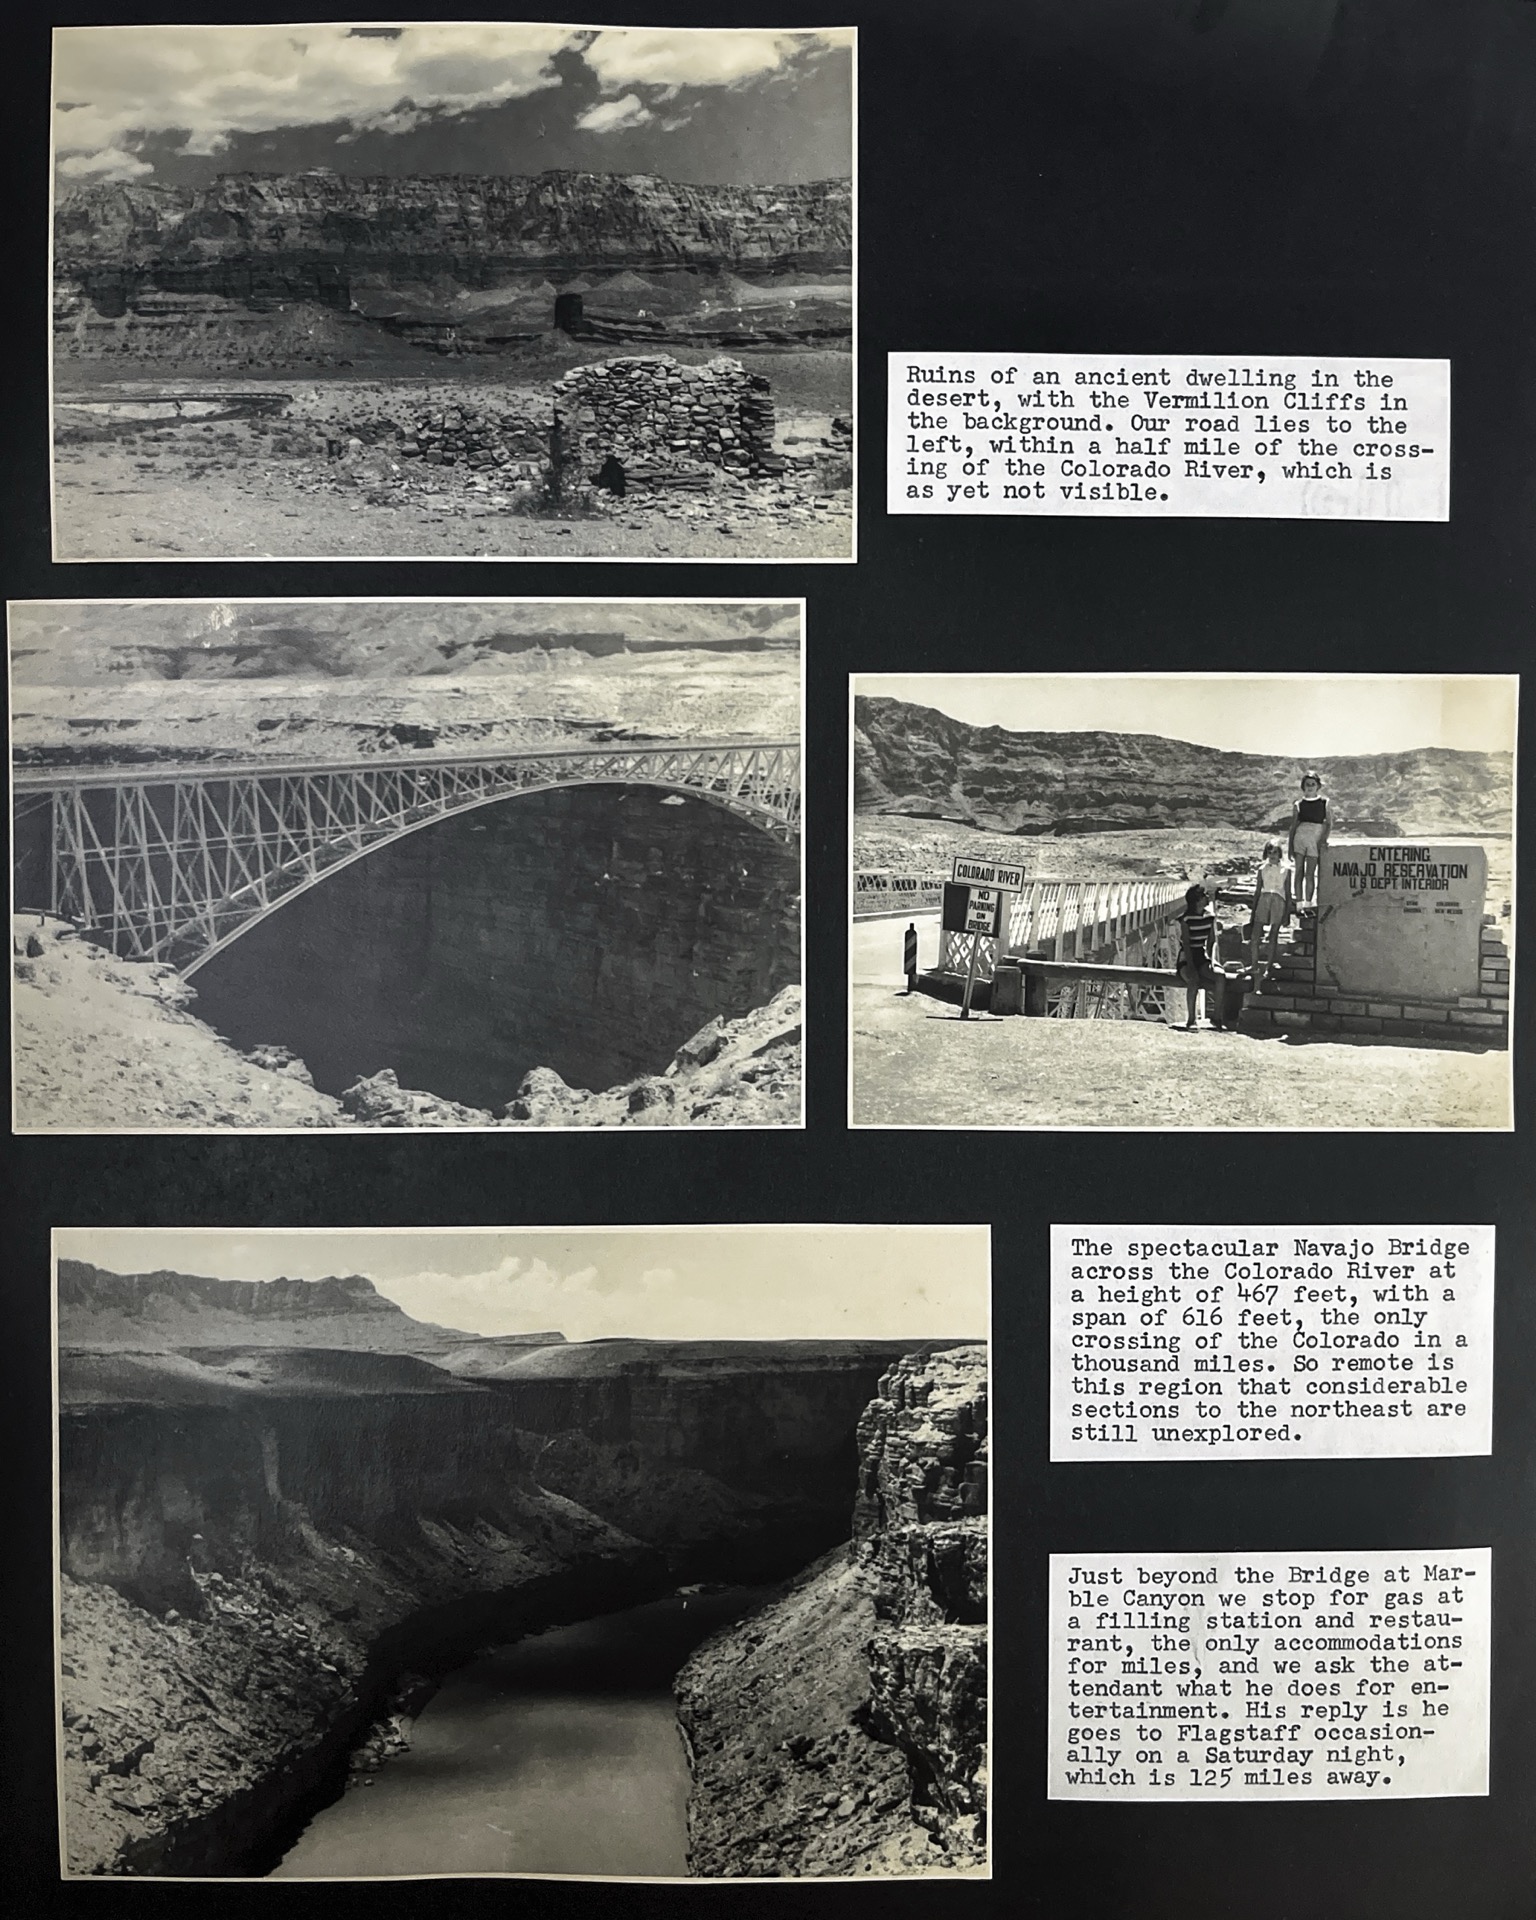 Ruins of an ancient dwelling in the
desert, with the Vermilion Cliffs in
the background. Our road lies to the
left, within a half mile of the cross-
ing of the Colorado River, which is
as yet not visible.
COLORADO RIVER
NO
PARKING
ON
BRIDGE
ENTERING
NAVAJO RESERVATION
U S DEPT INTERIOR
UTAH COLORADO
ARIZONA NEW MEXICO
The spectacular Navajo Bridge
across the Colorado River at
a height of 467 feet, with a
span of 616 feet, the only
crossing of the Colorado in a
thousand miles. So remote is
this region that considerable
sections to the northeast are
still unexplored.
Just beyond the Bridge at Mar-
ble Canyon we stop for gas at
a filling station and restau-
rant, the only accommodations
for miles, and we ask the at-
tendant what he does for en-
tertainment. His reply is he
goes to Flagstaff occasion-
ally on a Saturday night,
which is 125 miles away.